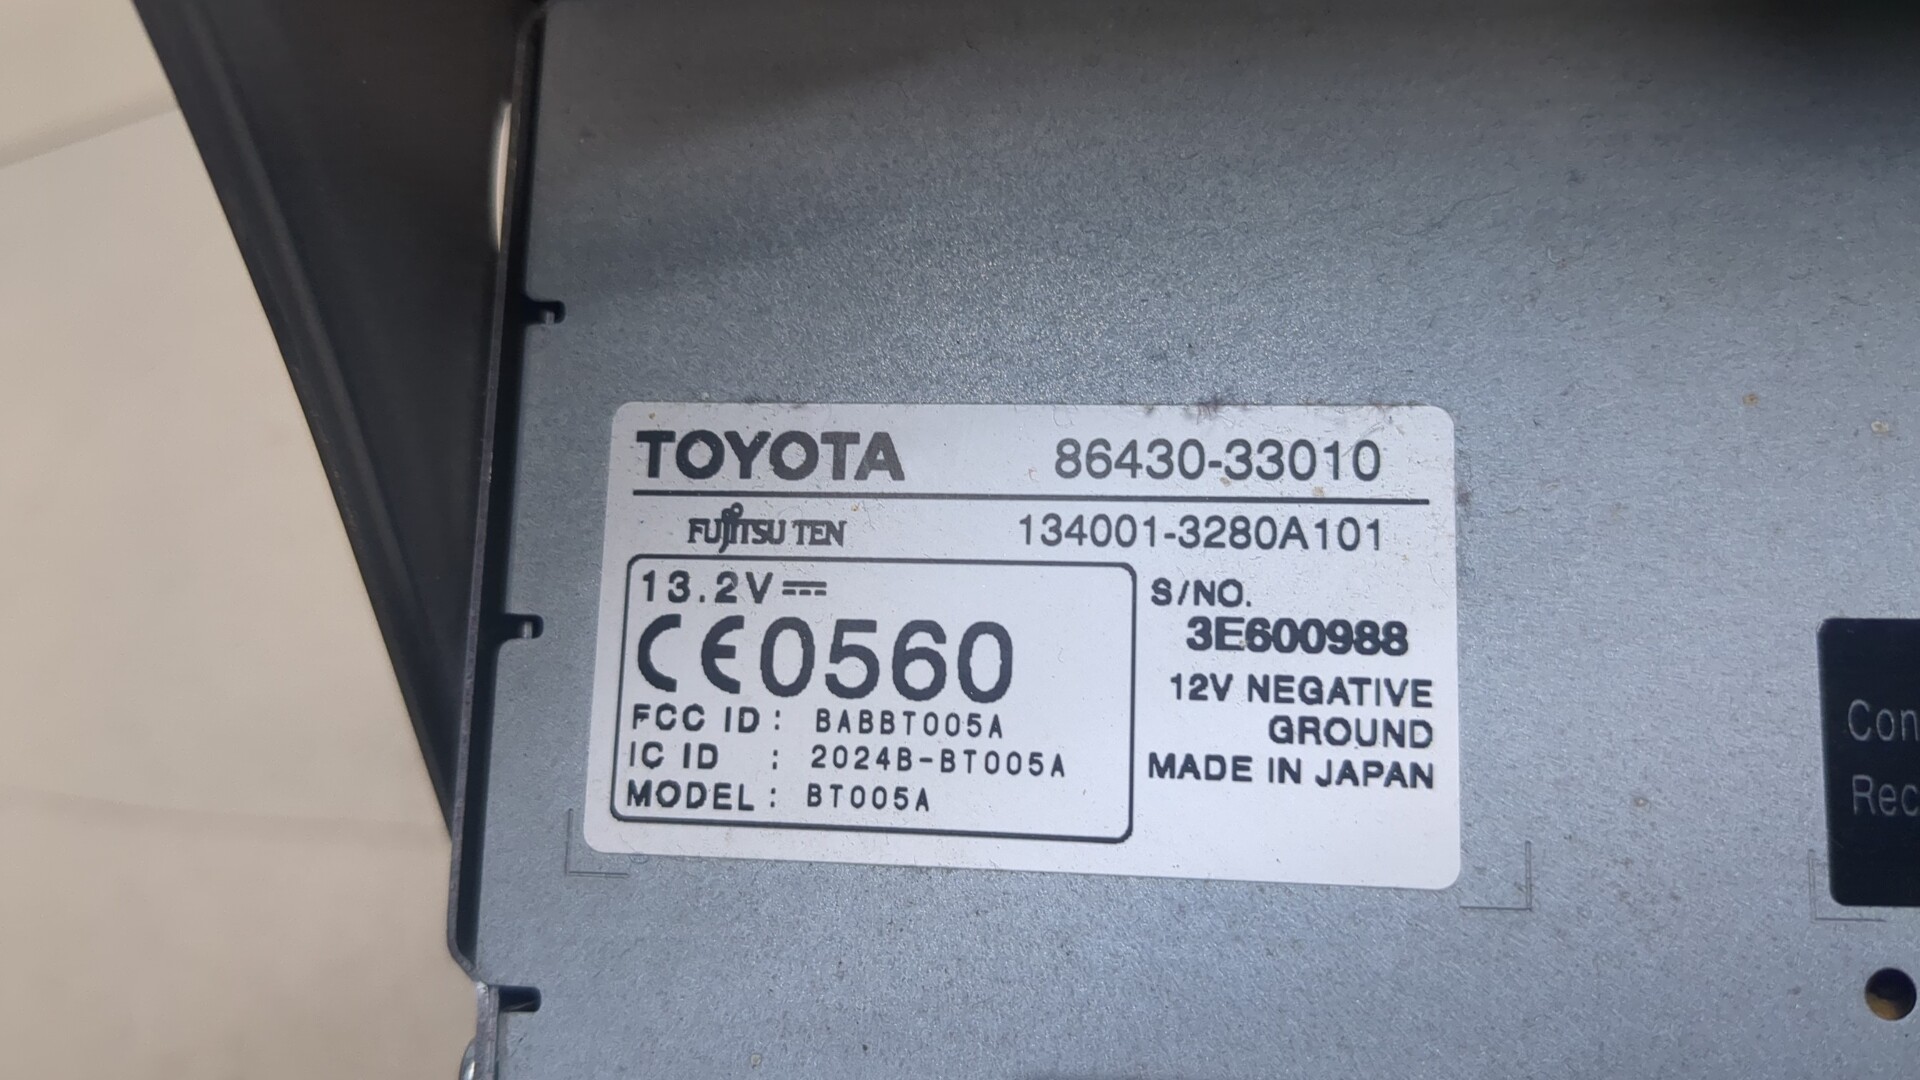 TOYOTA 86430-33010
FUJITSU TEN 134001-3280A101
13.2V⎓
CE0560
FCC ID: BABBT005A
IC ID : 2024B-BT005A
MODEL: BT005A
S/NO.
3E600988
12V NEGATIVE
GROUND
MADE IN JAPAN